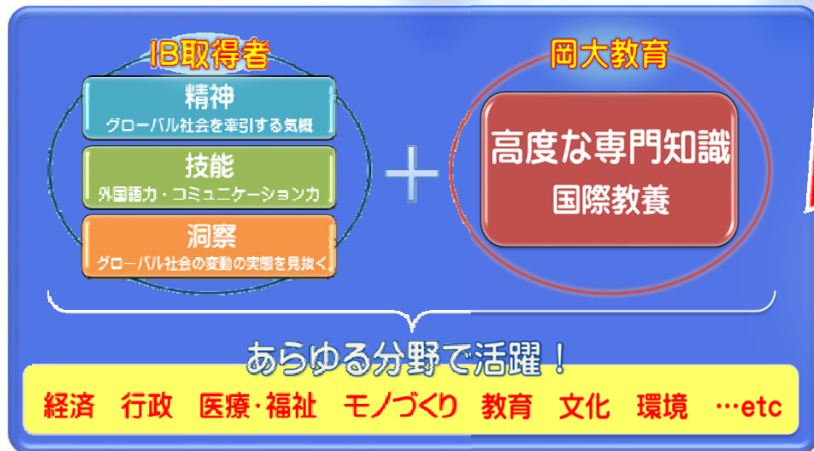 IB取得者
精神
グローバル社会を牽引する気概
技能
外国語力・コミュニケーション力
洞察
グローバル社会の変動の実態を見抜く
＋
岡大教育
高度な専門知識
国際教養
あらゆる分野で活躍！
経済 行政 医療・福祉 モノづくり 教育 文化 環境 …etc